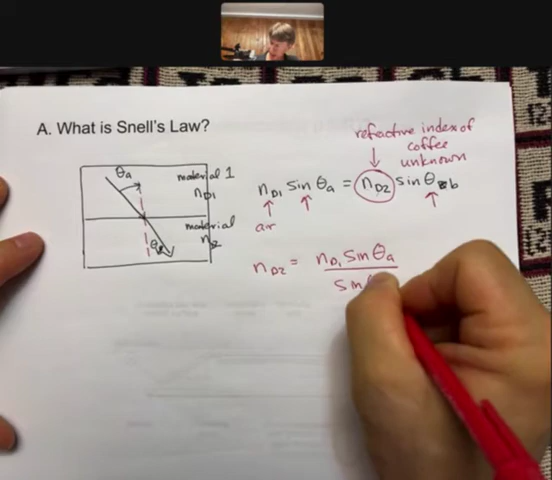 A. What is Snell's Law?
refractive index of
coffee
unknown
θa
material 1
nD1
nD1 sin θa = nD2 sin θb
air
material
n2
θ
nD2 = nD1 sin θa
sin